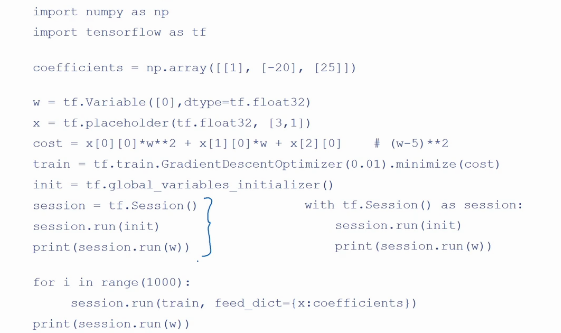 import numpy as np
import tensorflow as tf
coefficients = np.array([[1], [-20], [25]])
w = tf.Variable([0],dtype=tf.float32)
x = tf.placeholder(tf.float32, [3,1])
cost = x[0][0]*w**2 + x[1][0]*w + x[2][0]    # (w-5)**2
train = tf.train.GradientDescentOptimizer(0.01).minimize(cost)
init = tf.global_variables_initializer()
session = tf.Session()
session.run(init)
print(session.run(w))
with tf.Session() as session:
    session.run(init)
    print(session.run(w))
for i in range(1000):
    session.run(train, feed_dict={x:coefficients})
print(session.run(w))